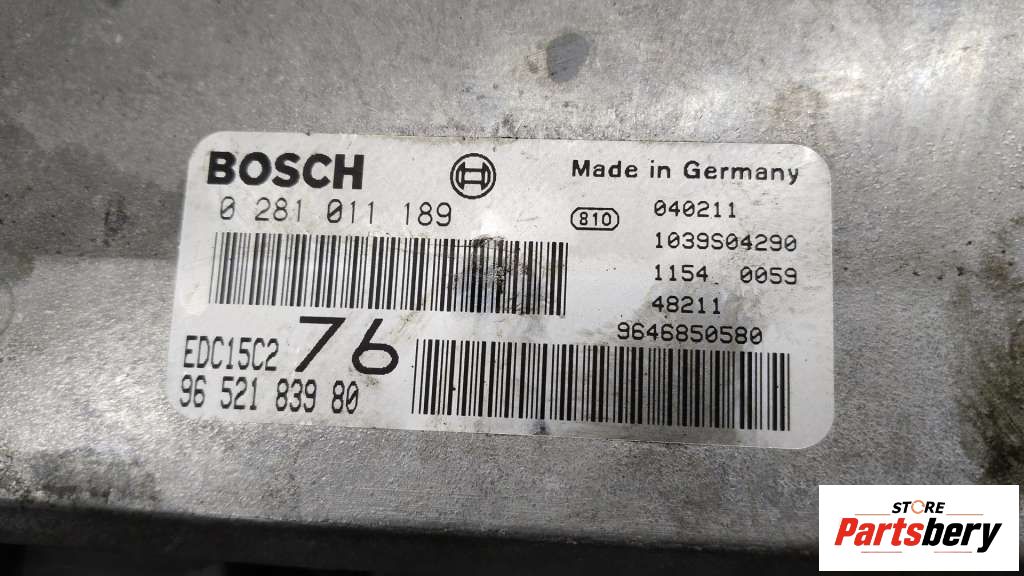 BOSCH
Made in Germany
0 281 011 189
810
040211
1039S04290
1154 0059
48211
9646850580
EDC15C2
76
96 521 839 80
STORE
Partsbery